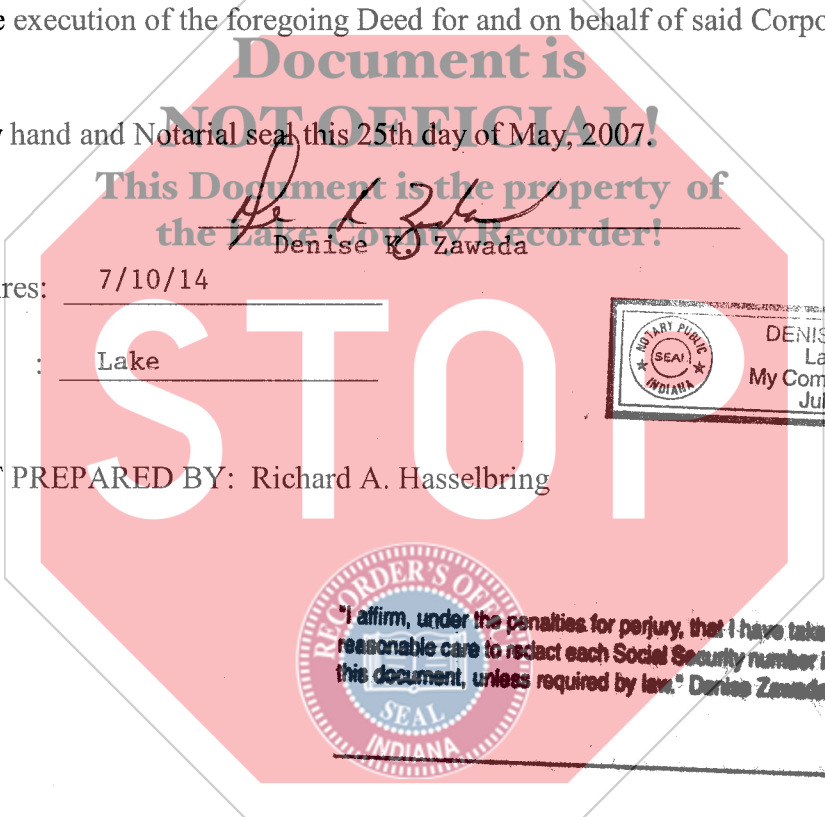 e execution of the foregoing Deed for and on behalf of said Corpo
Document is
NOT OFFICIAL!
hand and Notarial seal this 25th day of May, 2007.
This Document is the property of
the Lake County Recorder!
Denise K. Zawada
res: 7/10/14
: Lake
STOP
NOTARY PUBLIC
SEAL
INDIANA
DENIS
La
My Com
Jul
PREPARED BY: Richard A. Hasselbring
RECORDER'S OFFICE
SEAL
INDIANA
"I affirm, under the penalties for perjury, that I have take
reasonable care to redact each Social Security number i
this document, unless required by law." Denise Zawada